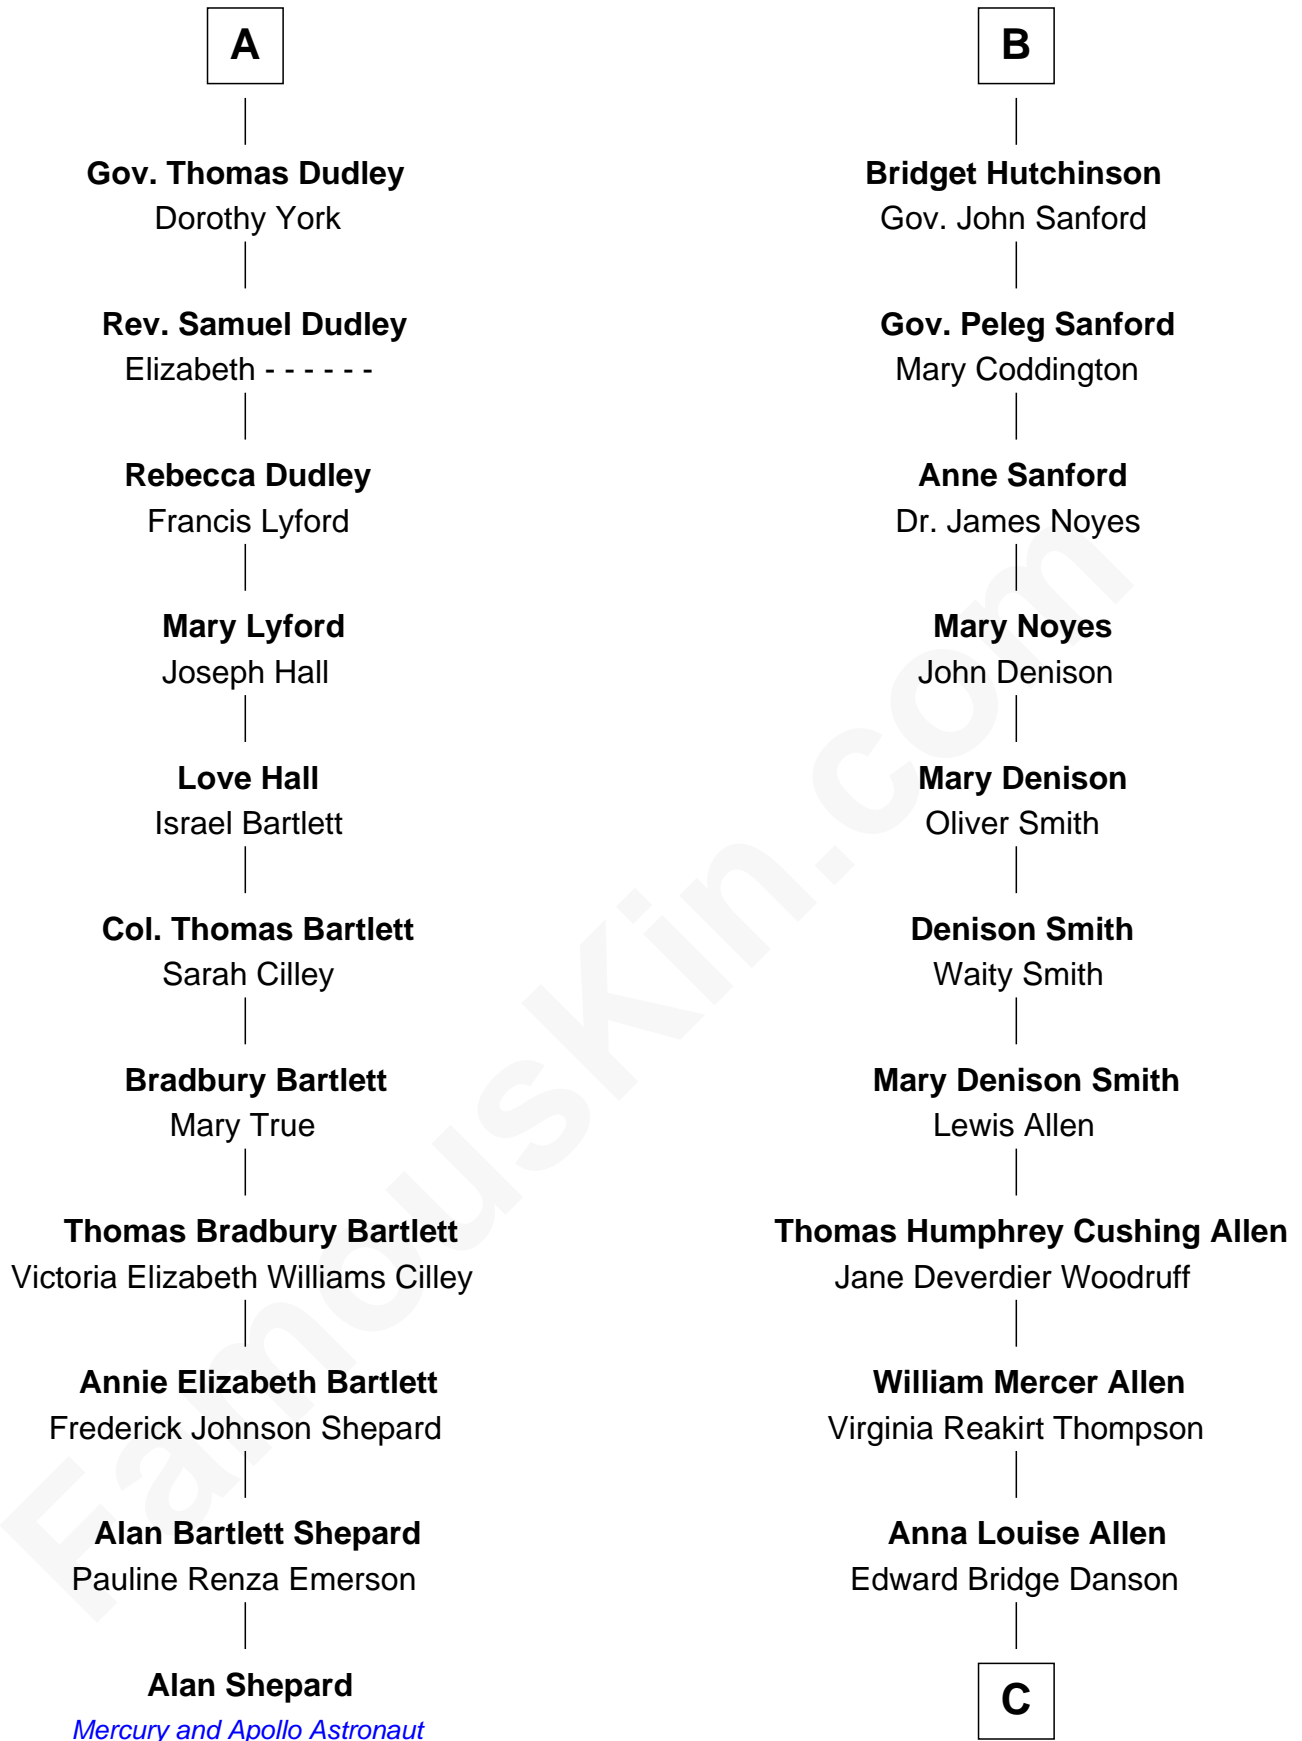 A
Gov. Thomas Dudley
Dorothy York
Rev. Samuel Dudley
Elizabeth - - - - - -
Rebecca Dudley
Francis Lyford
Mary Lyford
Joseph Hall
Love Hall
Israel Bartlett
Col. Thomas Bartlett
Sarah Cilley
Bradbury Bartlett
Mary True
Thomas Bradbury Bartlett
Victoria Elizabeth Williams Cilley
Annie Elizabeth Bartlett
Frederick Johnson Shepard
Alan Bartlett Shepard
Pauline Renza Emerson
Alan Shepard
Mercury and Apollo Astronaut
B
Bridget Hutchinson
Gov. John Sanford
Gov. Peleg Sanford
Mary Coddington
Anne Sanford
Dr. James Noyes
Mary Noyes
John Denison
Mary Denison
Oliver Smith
Denison Smith
Waity Smith
Mary Denison Smith
Lewis Allen
Thomas Humphrey Cushing Allen
Jane Deverdier Woodruff
William Mercer Allen
Virginia Reakirt Thompson
Anna Louise Allen
Edward Bridge Danson
C
FamousKin.com